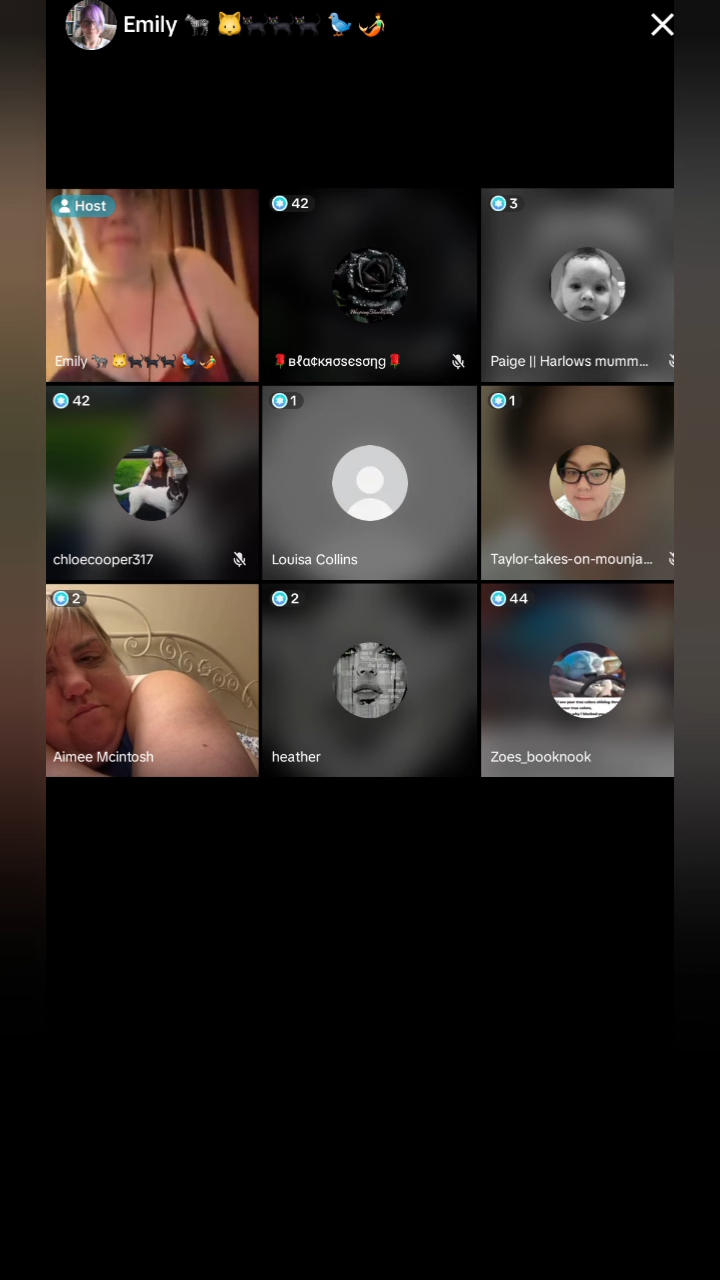 Emily 🦓 🐱🐈‍⬛🐈‍⬛🐈‍⬛ 🐦 🧜‍♀️
Host
42
3
Emily 🦓 🐱🐈‍⬛🐈‍⬛🐈‍⬛ 🐦 🧜‍♀️
🌹вℓα¢кяσѕєѕσηg🌹
Paige || Harlows mumm...
42
1
1
chloecooper317
Louisa Collins
Taylor-takes-on-mounja...
2
2
44
Aimee Mcintosh
heather
Zoes_booknook